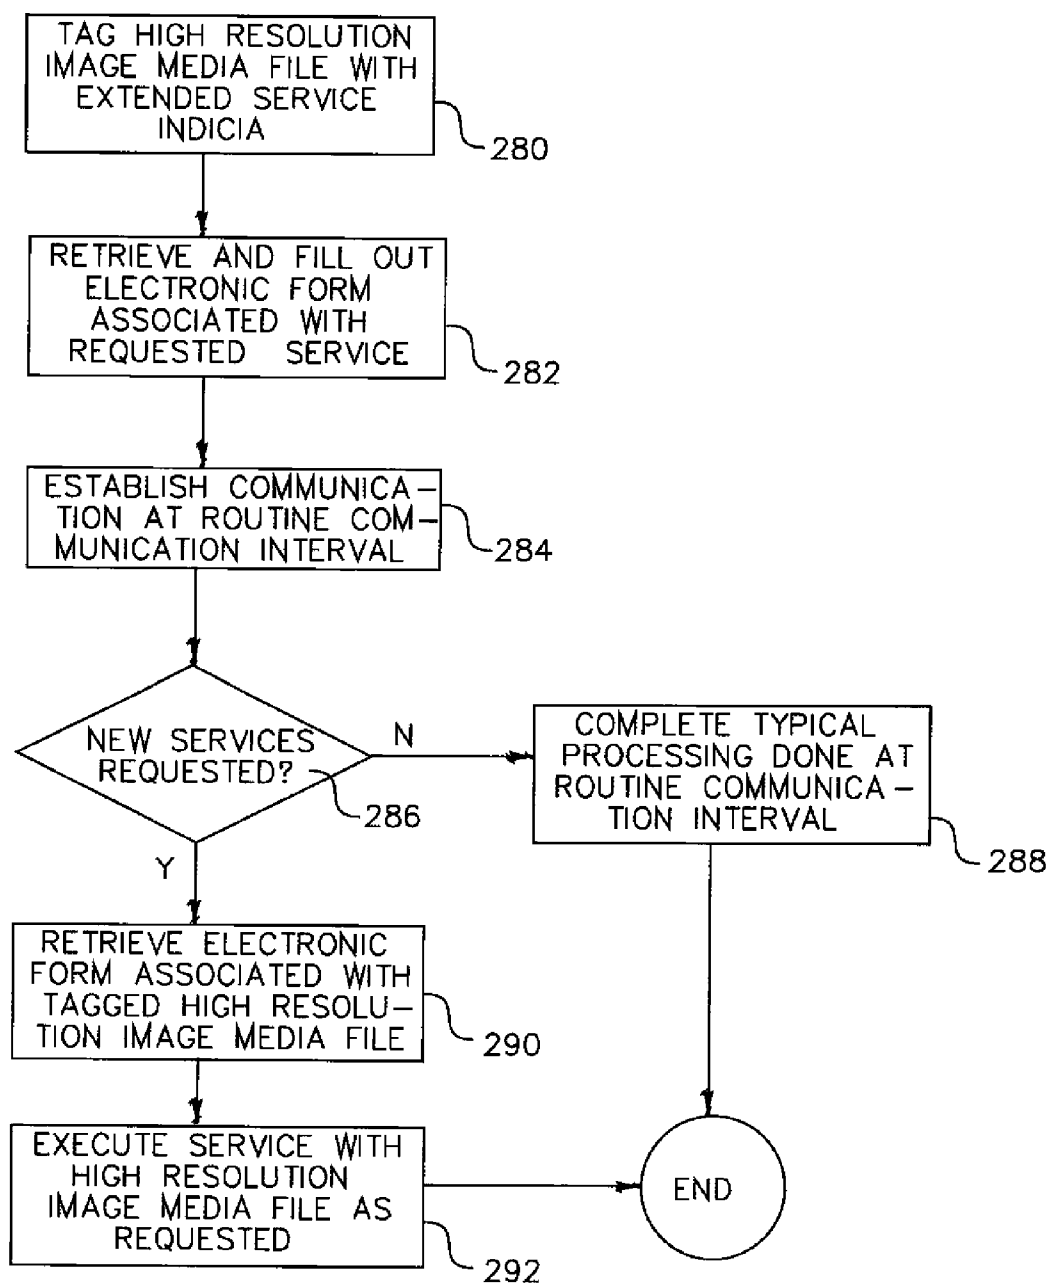 TAG HIGH RESOLUTION
IMAGE MEDIA FILE WITH
EXTENDED SERVICE
INDICIA
280
RETRIEVE AND FILL OUT
ELECTRONIC FORM
ASSOCIATED WITH
REQUESTED SERVICE
282
ESTABLISH COMMUNICA-
TION AT ROUTINE COM-
MUNICATION INTERVAL
284
NEW SERVICES
REQUESTED?
286
N
COMPLETE TYPICAL
PROCESSING DONE AT
ROUTINE COMMUNICA-
TION INTERVAL
288
Y
RETRIEVE ELECTRONIC
FORM ASSOCIATED WITH
TAGGED HIGH RESOLU-
TION IMAGE MEDIA FILE
290
EXECUTE SERVICE WITH
HIGH RESOLUTION
IMAGE MEDIA FILE AS
REQUESTED
292
END